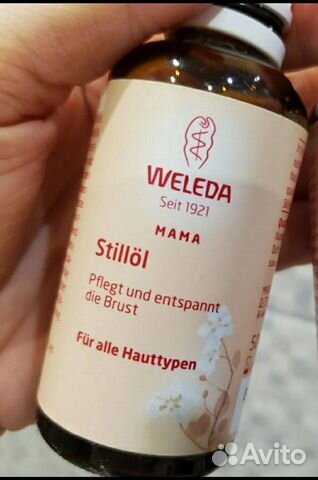 WELEDA
Seit 1921
MAMA
Stillöl
Pflegt und entspannt
die Brust
Für alle Hauttypen
Avito